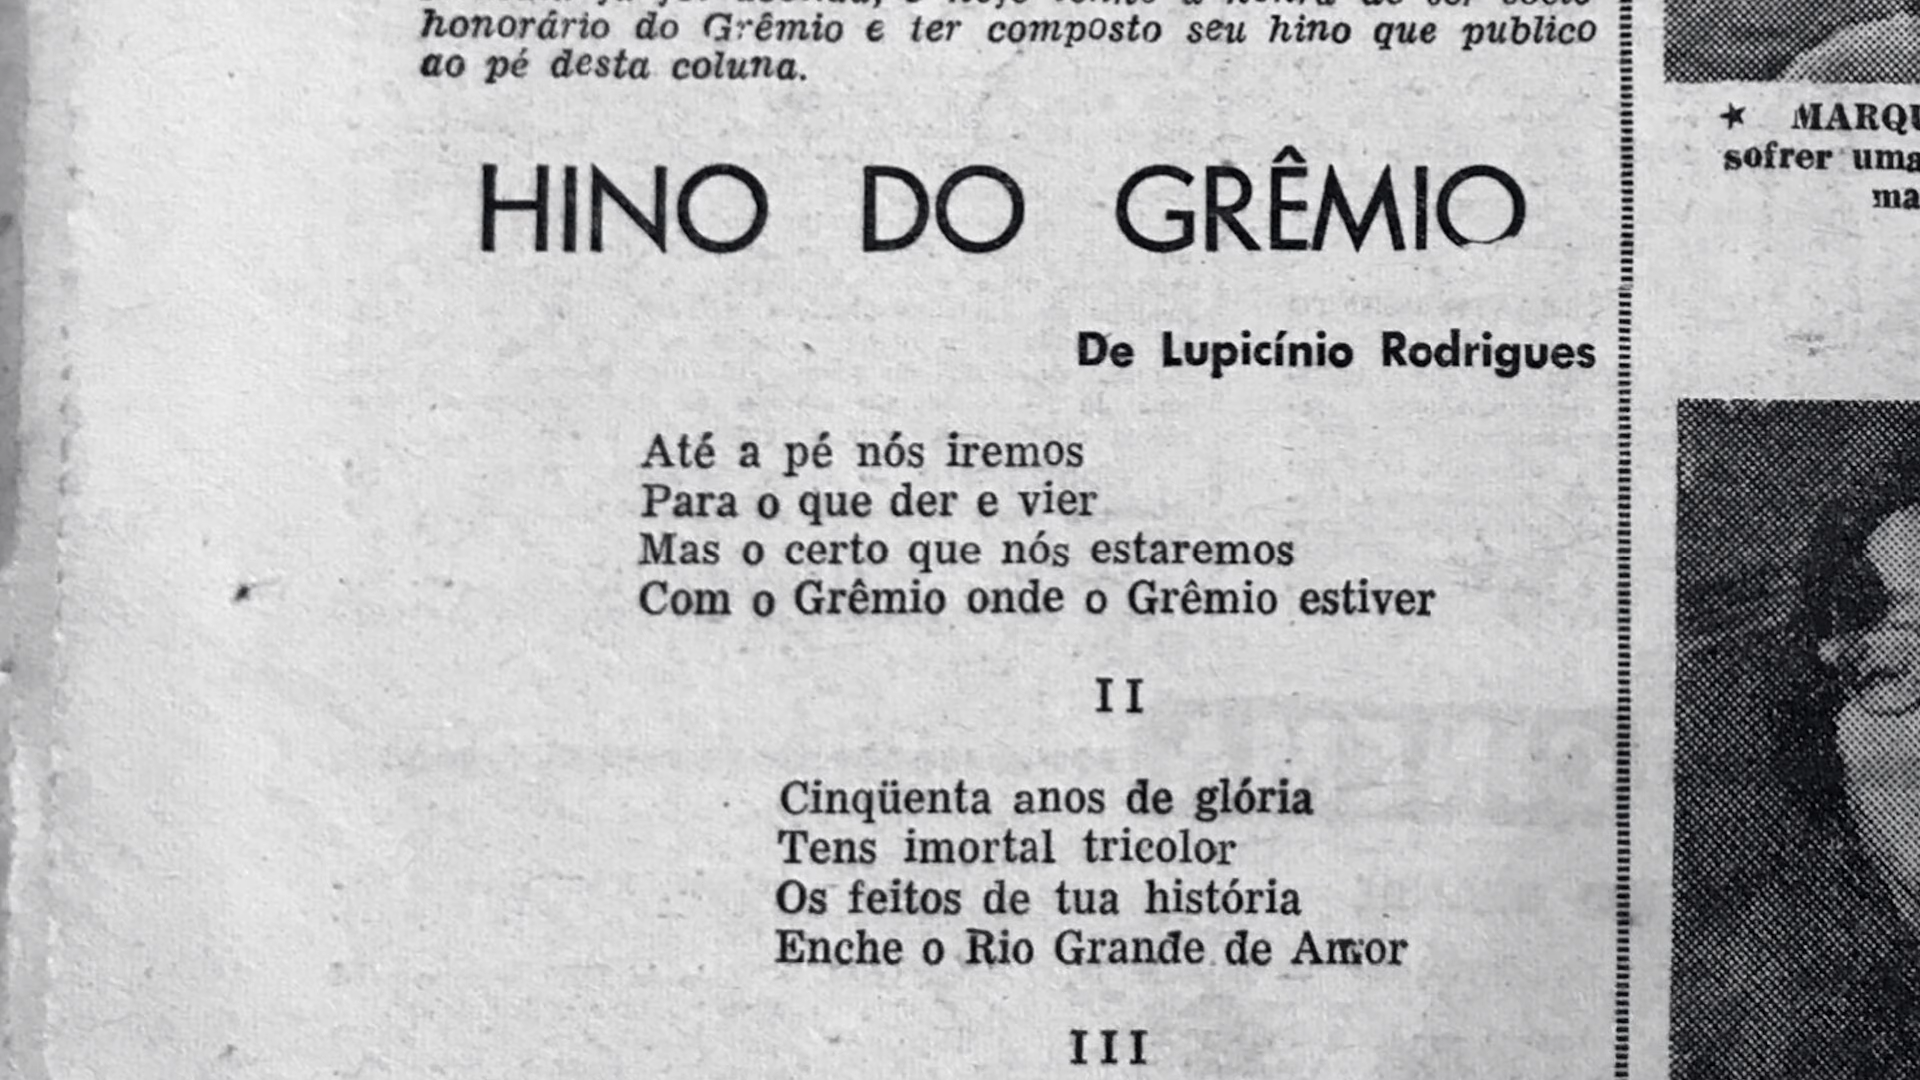 honorário do Grêmio e ter composto seu hino que publico
ao pé desta coluna.
HINO DO GRÊMIO
De Lupicínio Rodrigues
Até a pé nós iremos
Para o que der e vier
Mas o certo que nós estaremos
Com o Grêmio onde o Grêmio estiver
II
Cinqüenta anos de glória
Tens imortal tricolor
Os feitos de tua história
Enche o Rio Grande de Amor
III
★ MARQU
sofrer uma
ma